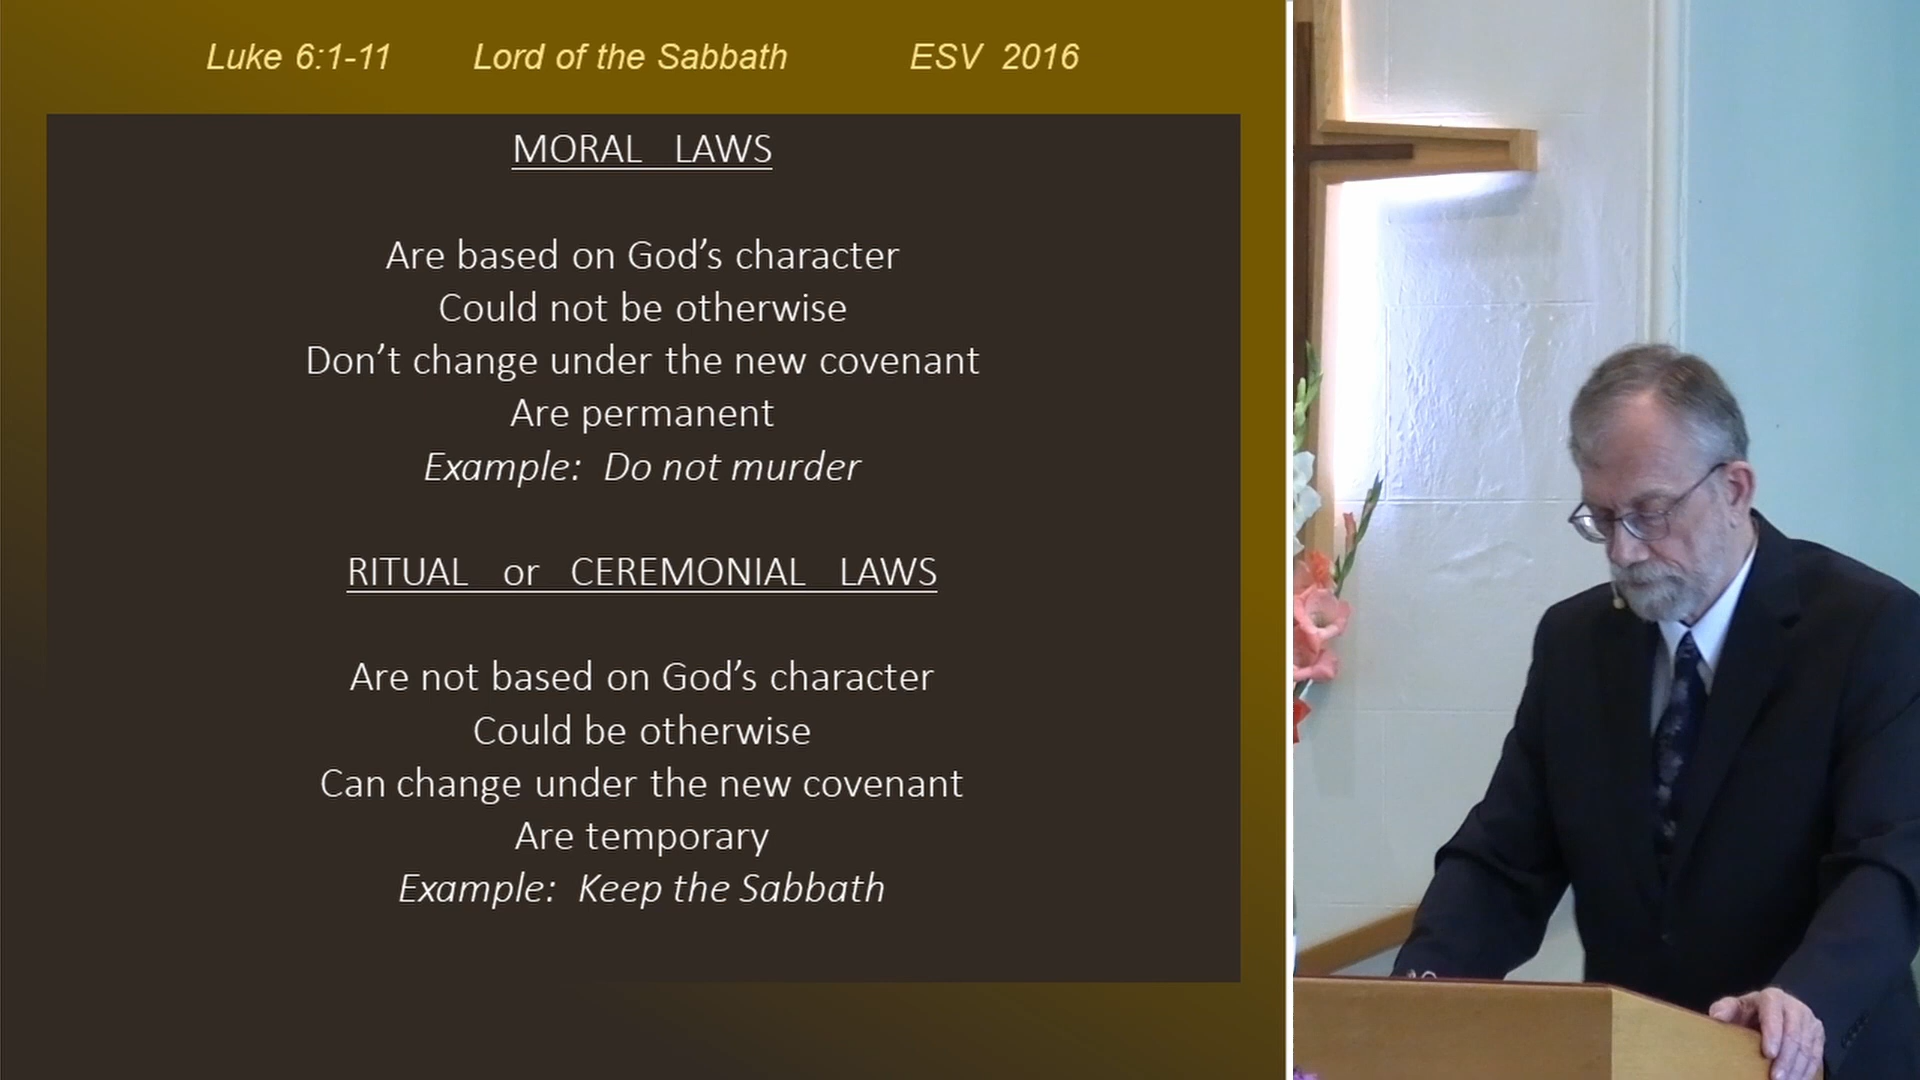 Luke 6:1-11 Lord of the Sabbath ESV 2016
MORAL LAWS
Are based on God’s character
Could not be otherwise
Don’t change under the new covenant
Are permanent
Example: Do not murder
RITUAL or CEREMONIAL LAWS
Are not based on God’s character
Could be otherwise
Can change under the new covenant
Are temporary
Example: Keep the Sabbath